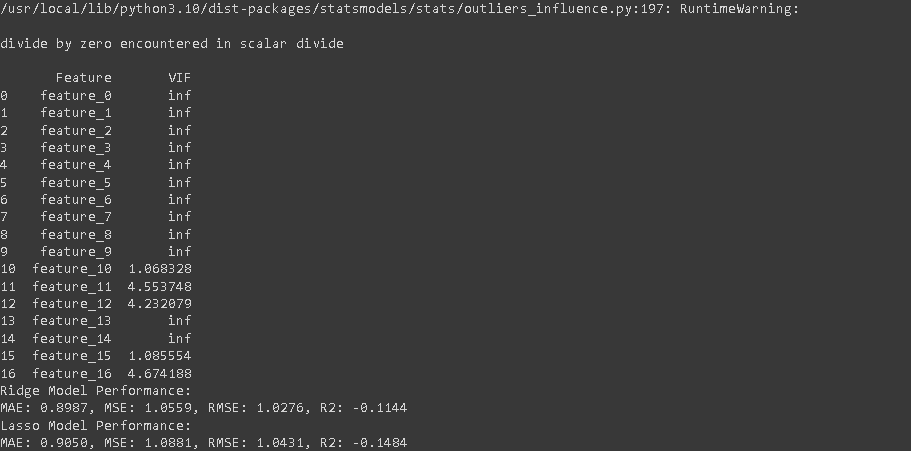 /usr/local/lib/python3.10/dist-packages/statsmodels/stats/outliers_influence.py:197: RuntimeWarning:
divide by zero encountered in scalar divide
Feature VIF
0 feature_0 inf
1 feature_1 inf
2 feature_2 inf
3 feature_3 inf
4 feature_4 inf
5 feature_5 inf
6 feature_6 inf
7 feature_7 inf
8 feature_8 inf
9 feature_9 inf
10 feature_10 1.068328
11 feature_11 4.553748
12 feature_12 4.232079
13 feature_13 inf
14 feature_14 inf
15 feature_15 1.085554
16 feature_16 4.674188
Ridge Model Performance:
MAE: 0.8987, MSE: 1.0559, RMSE: 1.0276, R2: -0.1144
Lasso Model Performance:
MAE: 0.9050, MSE: 1.0881, RMSE: 1.0431, R2: -0.1484